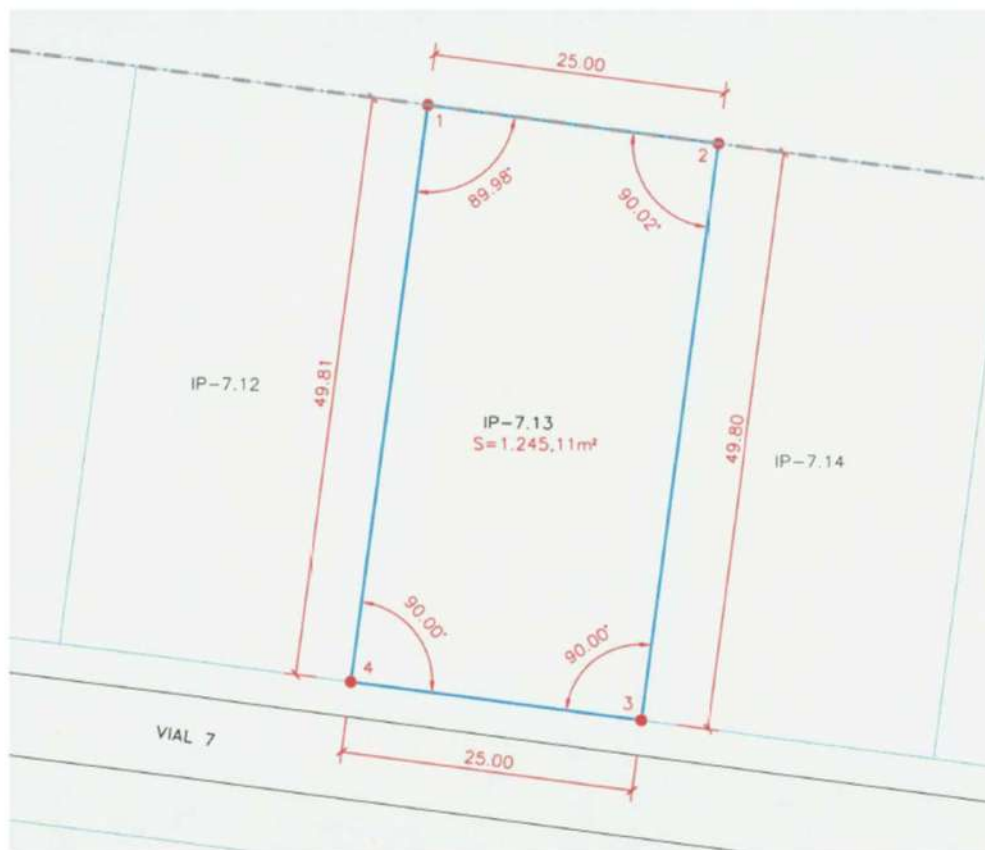 25.00
1
2
89.98°
90.02°
49.81
IP-7.12
IP-7.13
S=1.245,11m²
49.80
IP-7.14
90.00°
90.00°
4
3
VIAL 7
25.00